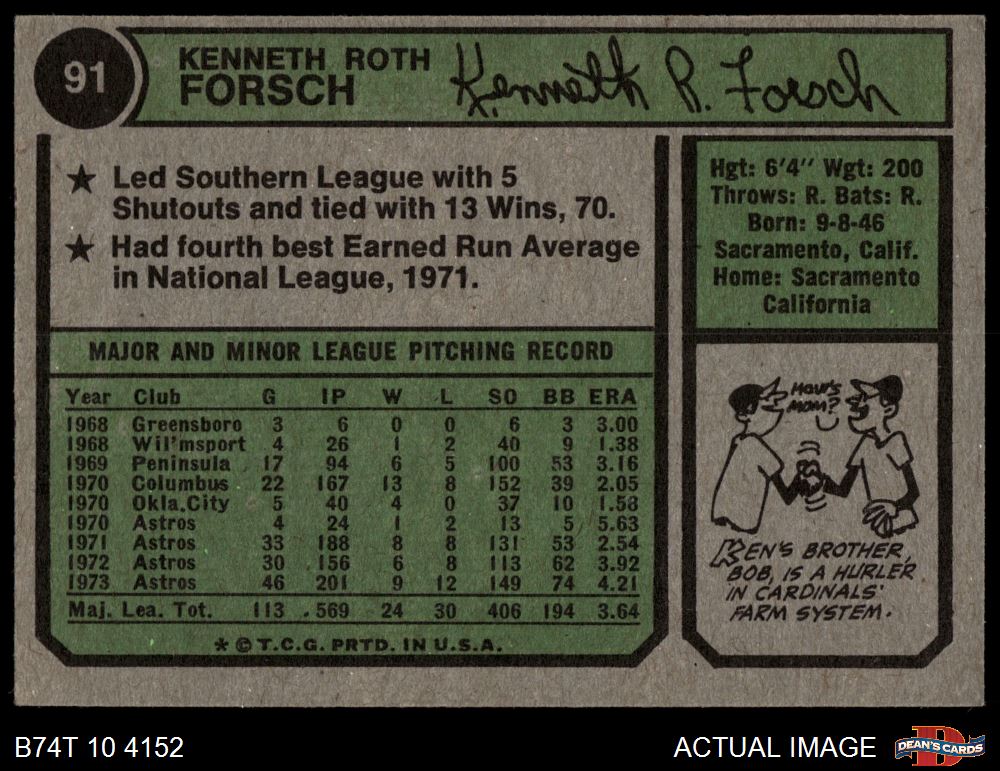 91
KENNETH ROTH
FORSCH
Kenneth R. Forsch
★ Led Southern League with 5
Shutouts and tied with 13 Wins, 70.
★ Had fourth best Earned Run Average
in National League, 1971.
Hgt: 6'4" Wgt: 200
Throws: R. Bats: R.
Born: 9-8-46
Sacramento, Calif.
Home: Sacramento
California
MAJOR AND MINOR LEAGUE PITCHING RECORD
Year Club G IP W L SO BB ERA
1968 Greensboro 3 6 0 0 6 3 3.00
1968 Wil'msport 4 26 1 2 40 9 1.38
1969 Peninsula 17 94 6 5 100 53 3.16
1970 Columbus 22 167 13 8 152 39 2.05
1970 Okla.City 5 40 4 0 37 10 1.58
1970 Astros 4 24 1 2 13 5 5.63
1971 Astros 33 188 8 8 131 53 2.54
1972 Astros 30 156 6 8 113 62 3.92
1973 Astros 46 201 9 12 149 74 4.21
Maj. Lea. Tot. 113 569 24 30 406 194 3.64
* © T.C.G. PRTD. IN U.S.A.
HOW'S
MOM?
KEN'S BROTHER,
BOB, IS A HURLER
IN CARDINALS'
FARM SYSTEM.
B74T 10 4152
ACTUAL IMAGE
D
DEAN'S CARDS